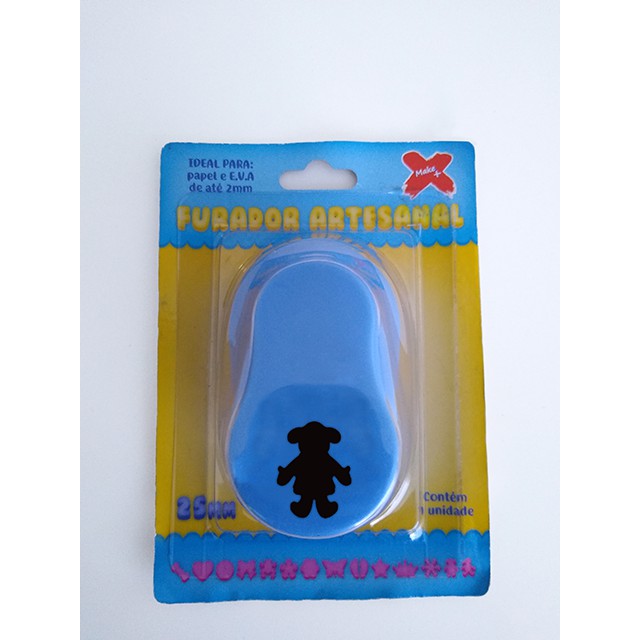 IDEAL PARA:
papel e E.V.A
de até 2mm
Make+
FURADOR ARTESANAL
25mm
Contém
1 unidade